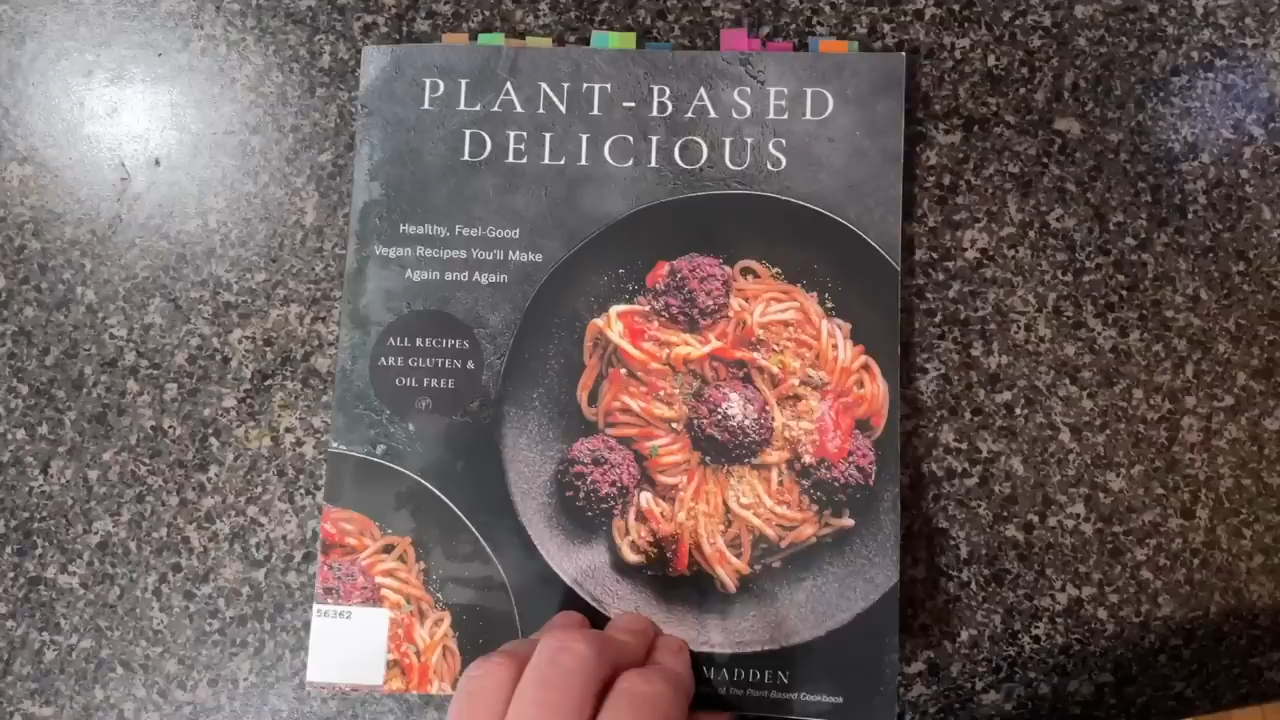 PLANT-BASED
DELICIOUS
Healthy, Feel-Good
Vegan Recipes You'll Make
Again and Again
ALL RECIPES
ARE GLUTEN &
OIL FREE
56362
MADDEN
of the Plant-Based Cookbook